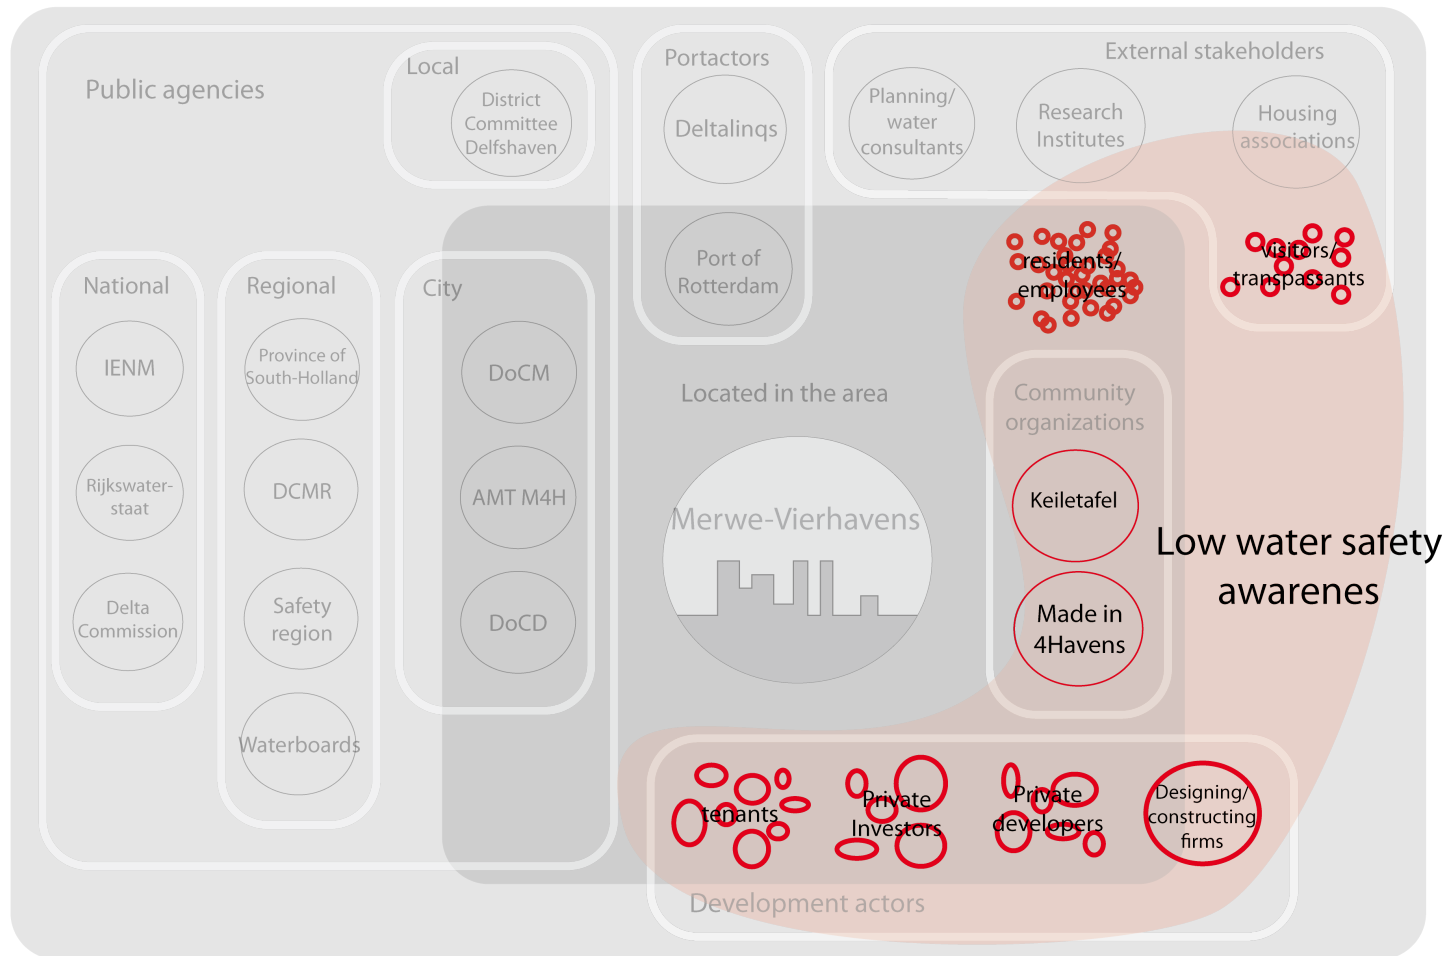 Public agencies
Local
District
Committee
Delfshaven
Portactors
Deltalinqs
Port of
Rotterdam
External stakeholders
Planning/
water
consultants
Research
Institutes
Housing
associations
residents/
employees
visitors/
transpassants
National
IENM
Rijkswater-
staat
Delta
Commission
Regional
Province of
South-Holland
DCMR
Safety
region
Waterboards
City
DoCM
AMT M4H
DoCD
Located in the area
Merwe-Vierhavens
Community
organizations
Keiletafel
Made in
4Havens
Low water safety
awarenes
tenants
Private
Investors
Private
developers
Designing/
constructing
firms
Development actors